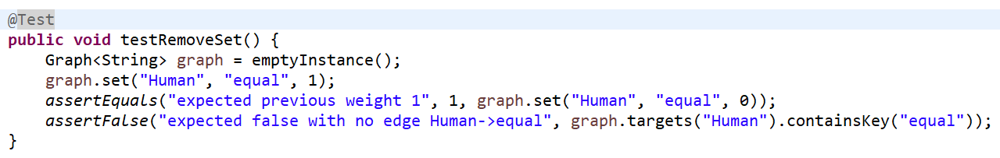 @Test
public void testRemoveSet() {
    Graph<String> graph = emptyInstance();
    graph.set("Human", "equal", 1);
    assertEquals("expected previous weight 1", 1, graph.set("Human", "equal", 0));
    assertFalse("expected false with no edge Human->equal", graph.targets("Human").containsKey("equal"));
}